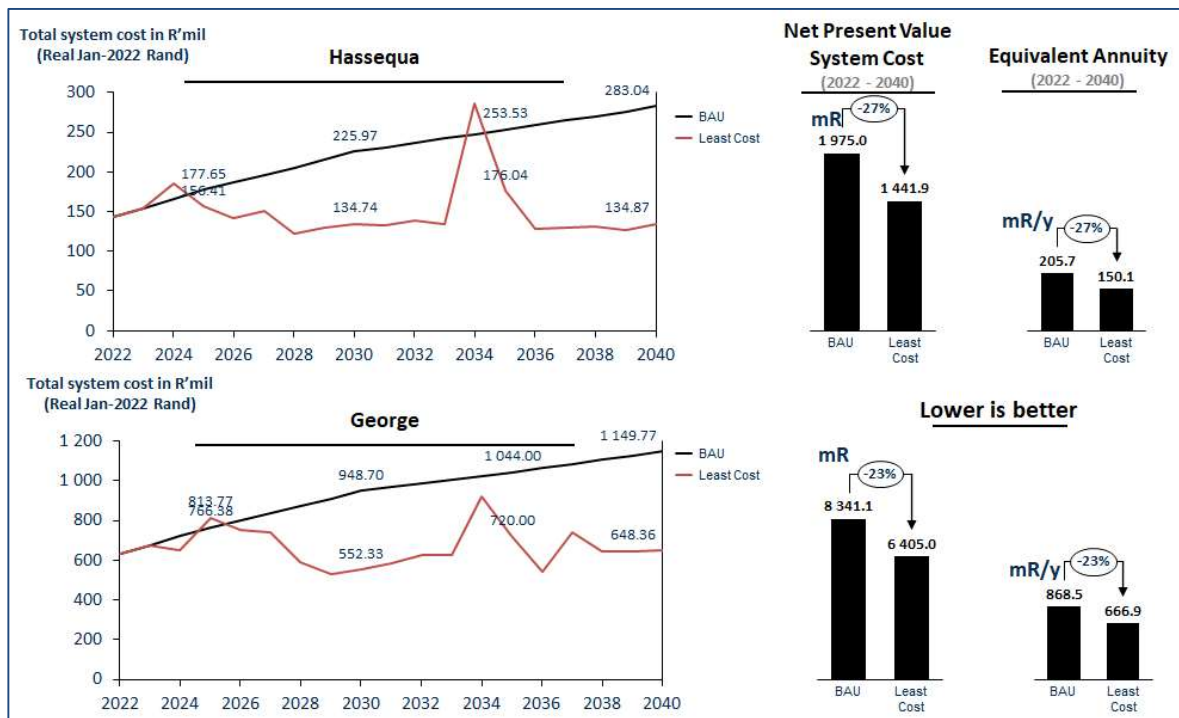 Total system cost in R'mil
(Real Jan-2022 Rand)
Hassequa
300
250
200
150
100
50
0
2022 2024 2026 2028 2030 2032 2034 2036 2038 2040
177.65
156.41
225.97
134.74
253.53
176.04
283.04
134.87
BAU
Least Cost
Net Present Value
System Cost
(2022 - 2040)
mR
-27%
1 975.0
1 441.9
BAU
Least
Cost
Equivalent Annuity
(2022 - 2040)
mR/y
-27%
205.7
150.1
BAU
Least
Cost
Total system cost in R'mil
(Real Jan-2022 Rand)
George
1 200
1 000
800
600
400
200
0
2022 2024 2026 2028 2030 2032 2034 2036 2038 2040
813.77
766.38
948.70
552.33
1 044.00
720.00
1 149.77
648.36
BAU
Least Cost
Lower is better
mR
-23%
8 341.1
6 405.0
BAU
Least
Cost
mR/y
-23%
868.5
666.9
BAU
Least
Cost